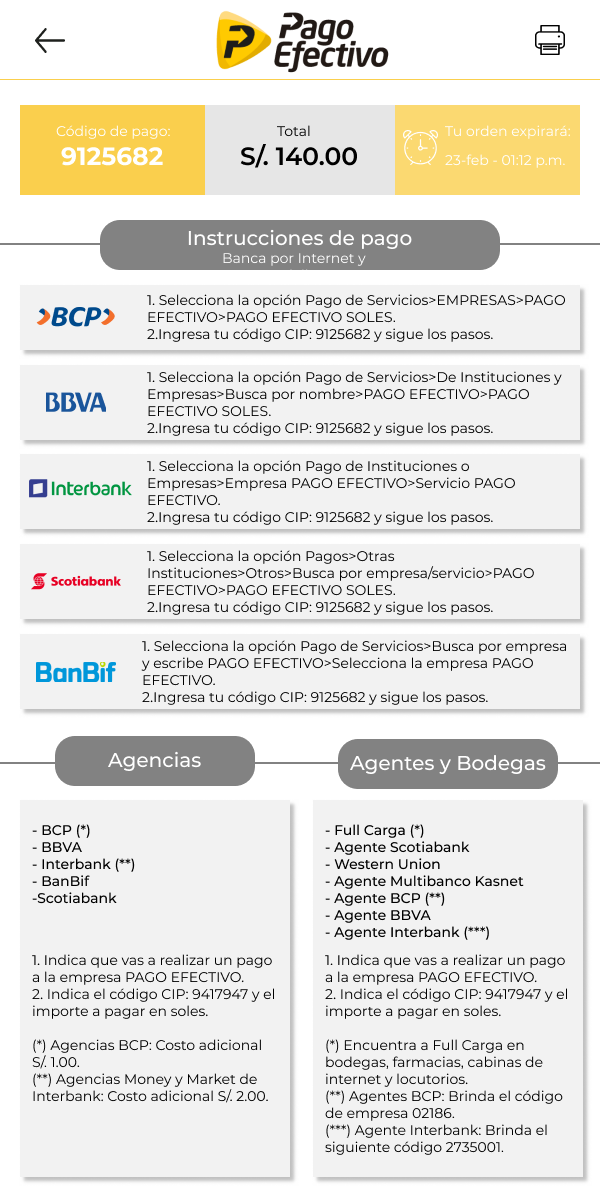 Pago
Efectivo
Código de pago:
9125682
Total
S/. 140.00
Tu orden expirará:
23-feb - 01:12 p.m.
Instrucciones de pago
Banca por Internet y
BCP
1. Selecciona la opción Pago de Servicios>EMPRESAS>PAGO
EFECTIVO>PAGO EFECTIVO SOLES.
2.Ingresa tu código CIP: 9125682 y sigue los pasos.
BBVA
1. Selecciona la opción Pago de Servicios>De Instituciones y
Empresas>Busca por nombre>PAGO EFECTIVO>PAGO
EFECTIVO SOLES.
2.Ingresa tu código CIP: 9125682 y sigue los pasos.
Interbank
1. Selecciona la opción Pago de Instituciones o
Empresas>Empresa PAGO EFECTIVO>Servicio PAGO
EFECTIVO.
2.Ingresa tu código CIP: 9125682 y sigue los pasos.
Scotiabank
1. Selecciona la opción Pagos>Otras
Instituciones>Otros>Busca por empresa/servicio>PAGO
EFECTIVO>PAGO EFECTIVO SOLES.
2.Ingresa tu código CIP: 9125682 y sigue los pasos.
BanBif
1. Selecciona la opción Pago de Servicios>Busca por empresa
y escribe PAGO EFECTIVO>Selecciona la empresa PAGO
EFECTIVO.
2.Ingresa tu código CIP: 9125682 y sigue los pasos.
Agencias
- BCP (*)
- BBVA
- Interbank (**)
- BanBif
-Scotiabank
1. Indica que vas a realizar un pago
a la empresa PAGO EFECTIVO.
2. Indica el código CIP: 9417947 y el
importe a pagar en soles.
(*) Agencias BCP: Costo adicional
S/. 1.00.
(**) Agencias Money y Market de
Interbank: Costo adicional S/. 2.00.
Agentes y Bodegas
- Full Carga (*)
- Agente Scotiabank
- Western Union
- Agente Multibanco Kasnet
- Agente BCP (**)
- Agente BBVA
- Agente Interbank (***)
1. Indica que vas a realizar un pago
a la empresa PAGO EFECTIVO.
2. Indica el código CIP: 9417947 y el
importe a pagar en soles.
(*) Encuentra a Full Carga en
bodegas, farmacias, cabinas de
internet y locutorios.
(**) Agentes BCP: Brinda el código
de empresa 02186.
(***) Agente Interbank: Brinda el
siguiente código 2735001.